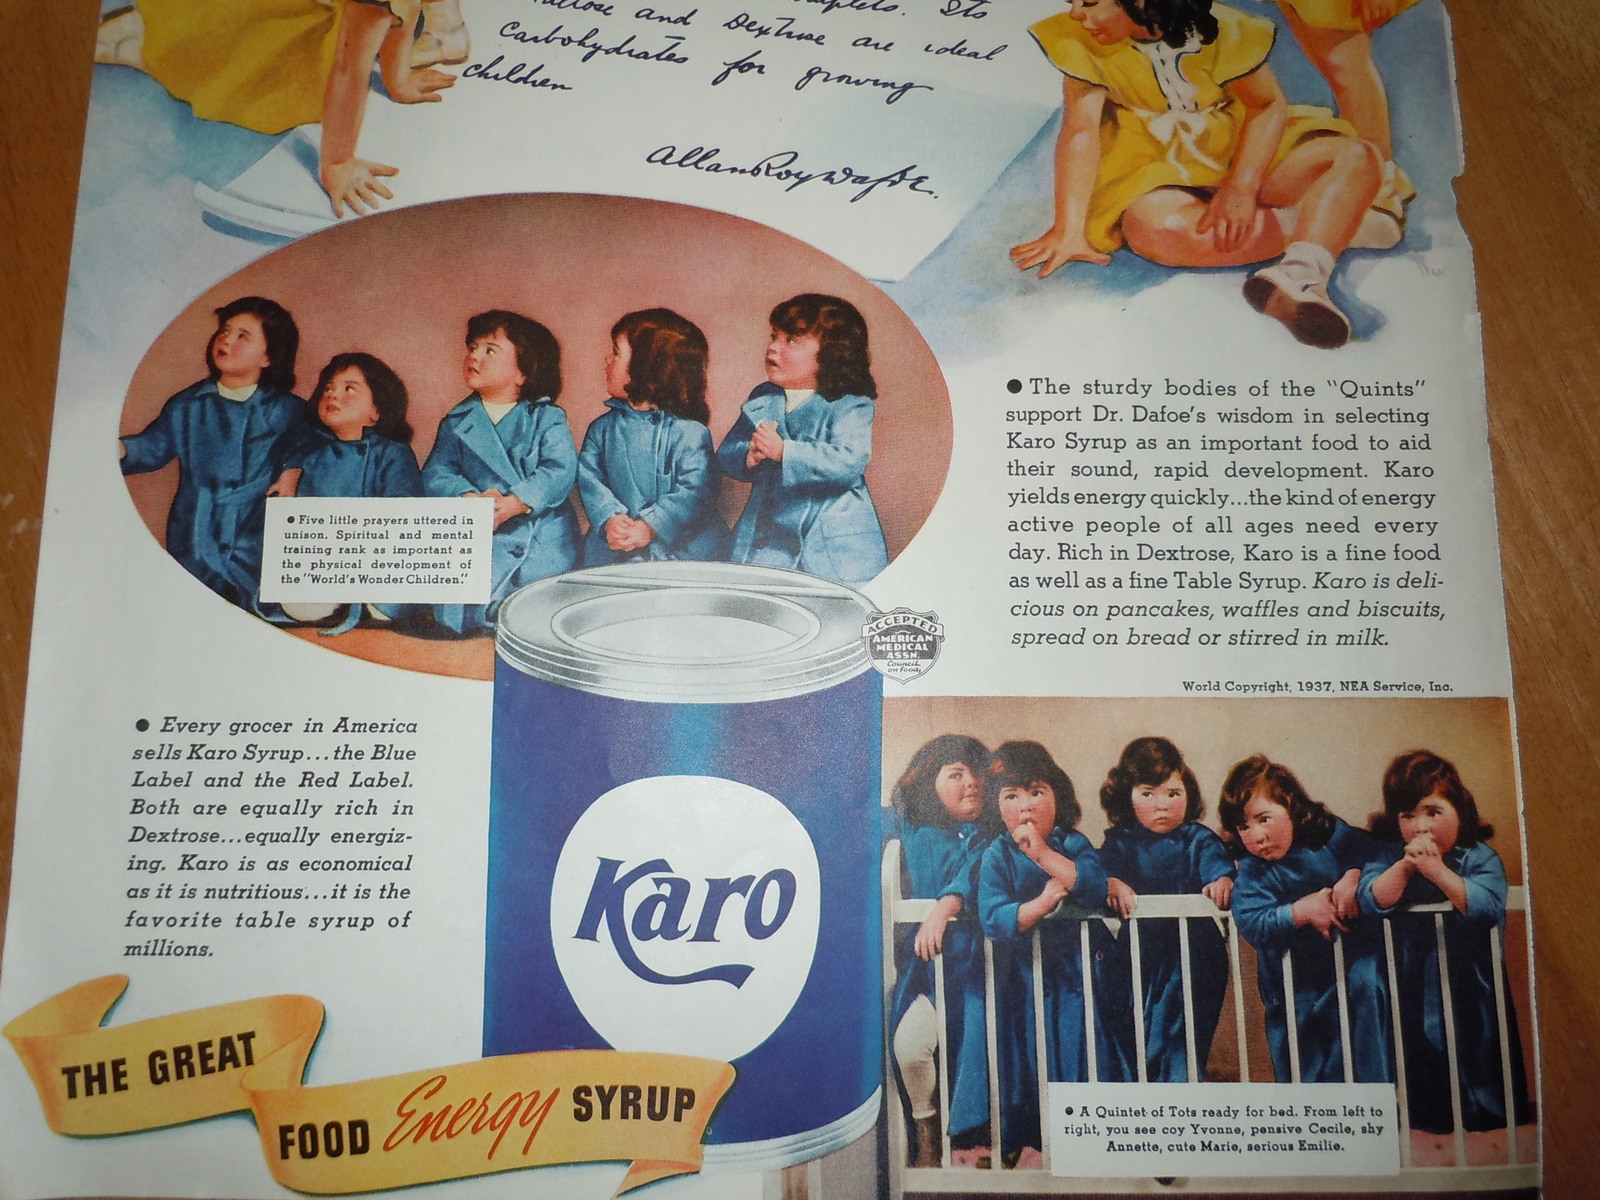 Its
and Dextrose are ideal
Carbohydrates for growing
children
Allan Roy Dafoe.
● Five little prayers uttered in
unison. Spiritual and mental
training rank as important as
the physical development of
the "World's Wonder Children."
● The sturdy bodies of the "Quints"
support Dr. Dafoe's wisdom in selecting
Karo Syrup as an important food to aid
their sound, rapid development. Karo
yields energy quickly...the kind of energy
active people of all ages need every
day. Rich in Dextrose, Karo is a fine food
as well as a fine Table Syrup. Karo is deli-
cious on pancakes, waffles and biscuits,
spread on bread or stirred in milk.
ACCEPTED
AMERICAN
MEDICAL
ASSN.
Council
on Foods
World Copyright, 1937, NEA Service, Inc.
● Every grocer in America
sells Karo Syrup...the Blue
Label and the Red Label.
Both are equally rich in
Dextrose...equally energiz-
ing. Karo is as economical
as it is nutritious...it is the
favorite table syrup of
millions.
Karo
THE GREAT
FOOD Energy SYRUP
● A Quintet of Tots ready for bed. From left to
right, you see coy Yvonne, pensive Cecile, shy
Annette, cute Marie, serious Emilie.